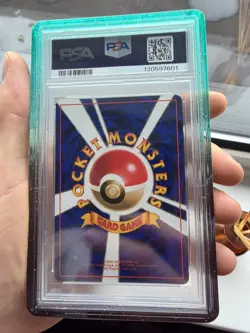 PSA
PSA
120597601
POCKET MONSTERS
CARD GAME